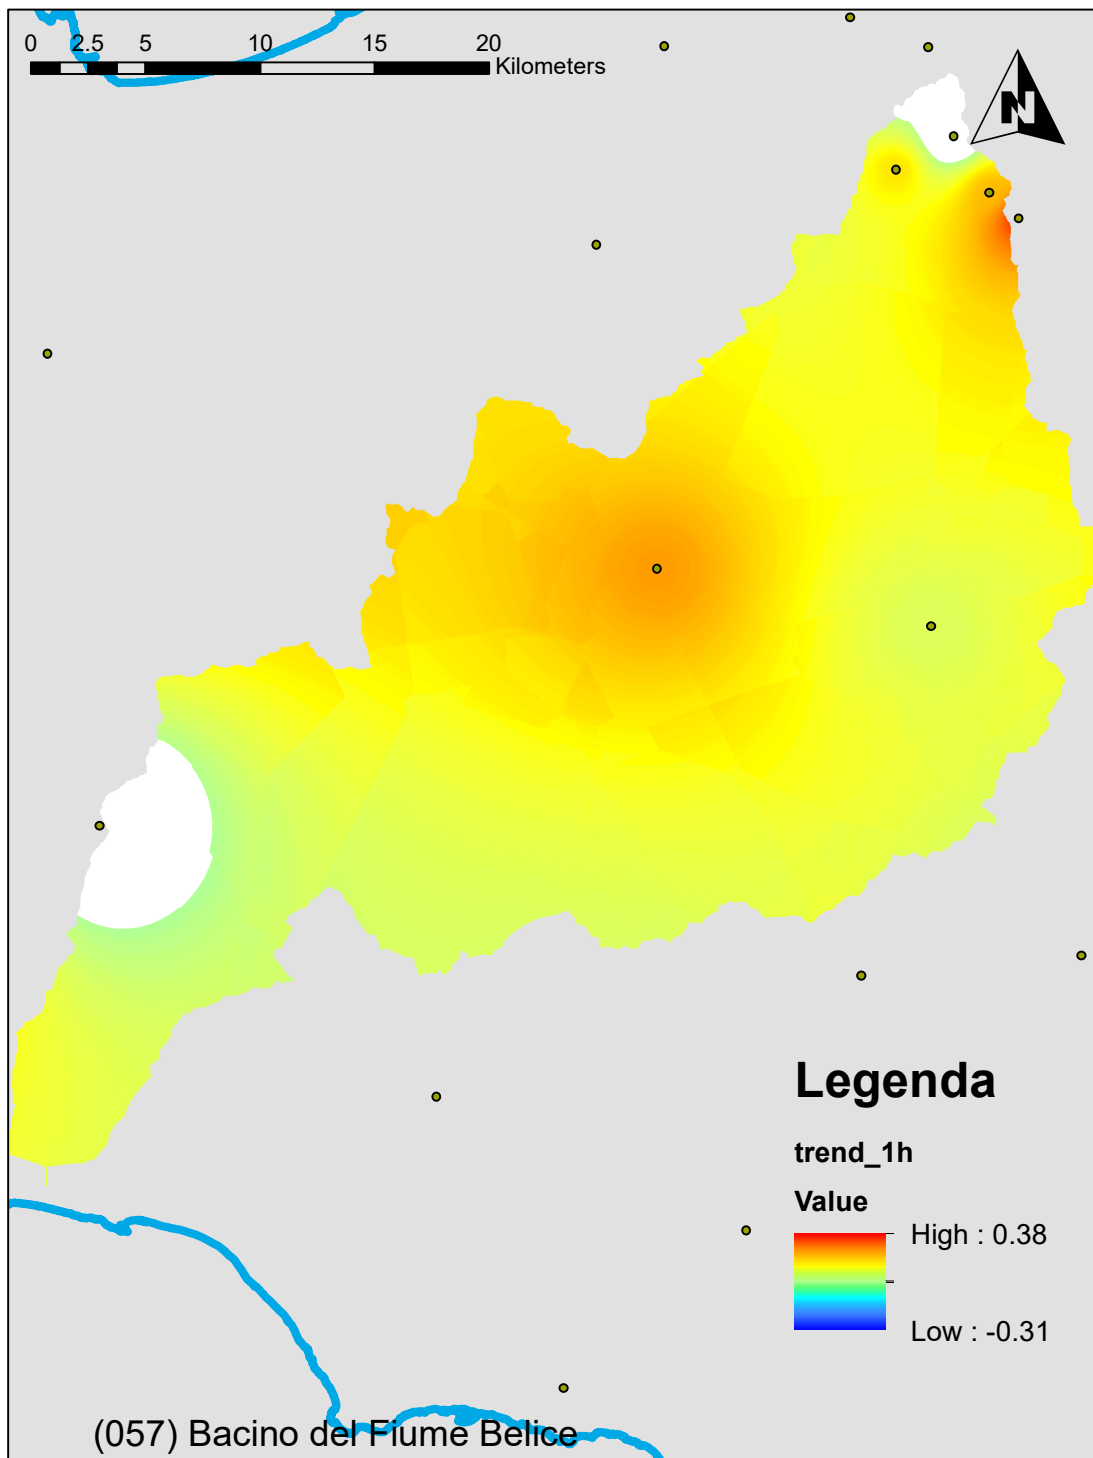 0 2.5 5 10 15 20
Kilometers
N
Legenda
trend_1h
Value
High : 0.38
Low : -0.31
(057) Bacino del Fiume Belice